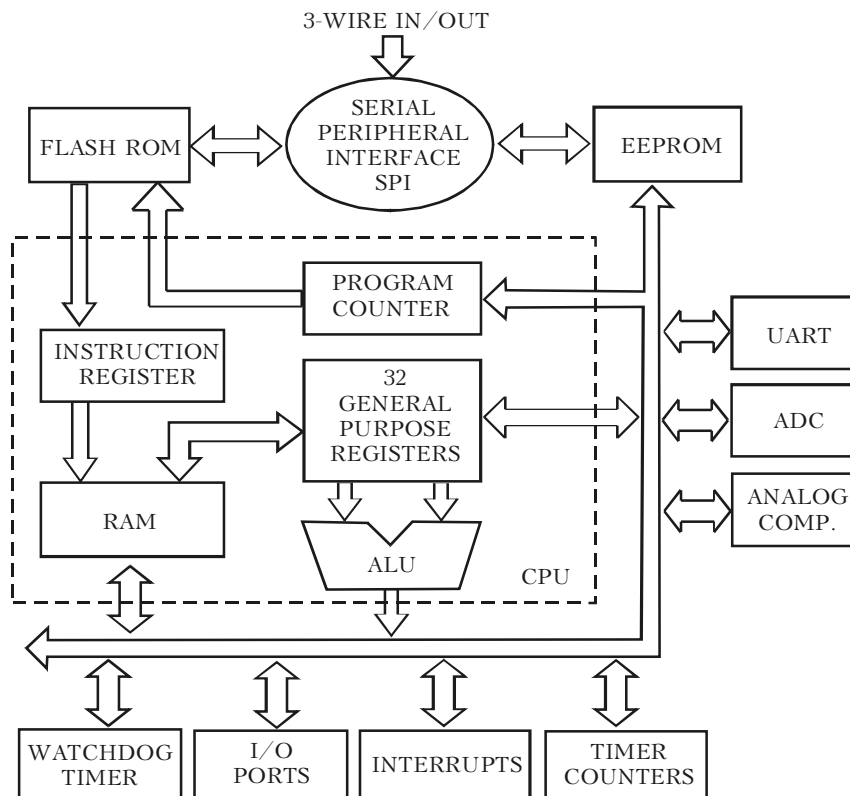 3-WIRE IN/OUT
SERIAL
PERIPHERAL
INTERFACE
SPI
FLASH ROM
EEPROM
PROGRAM
COUNTER
INSTRUCTION
REGISTER
32
GENERAL
PURPOSE
REGISTERS
UART
ADC
ANALOG
COMP.
RAM
ALU
CPU
WATCHDOG
TIMER
I/O
PORTS
INTERRUPTS
TIMER
COUNTERS